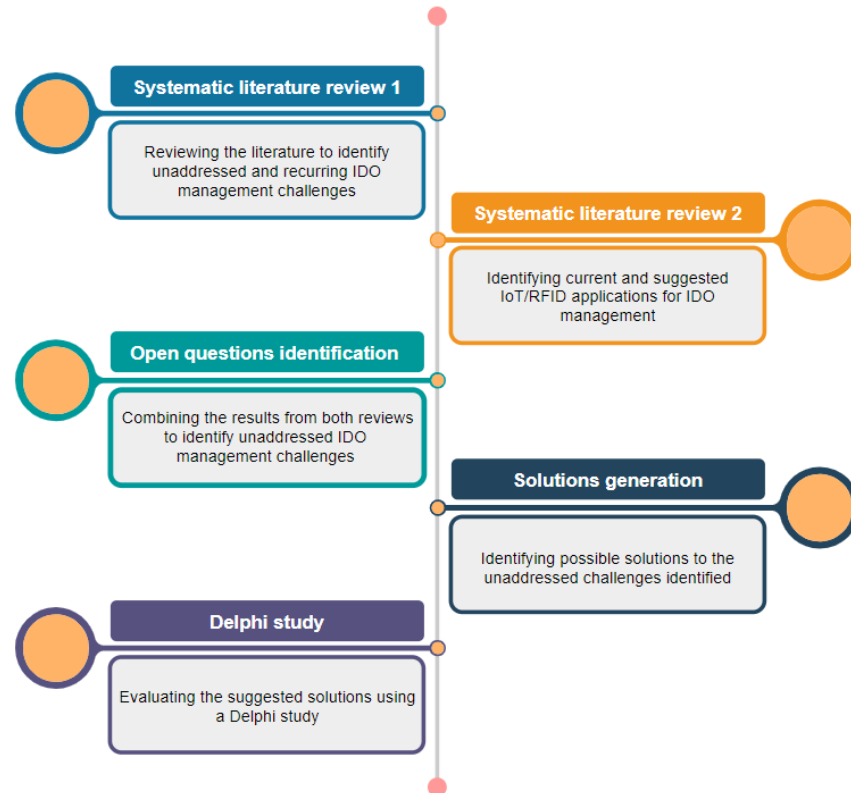 Systematic literature review 1
Reviewing the literature to identify
unaddressed and recurring IDO
management challenges
Systematic literature review 2
Identifying current and suggested
IoT/RFID applications for IDO
management
Open questions identification
Combining the results from both reviews
to identify unaddressed IDO
management challenges
Solutions generation
Identifying possible solutions to the
unaddressed challenges identified
Delphi study
Evaluating the suggested solutions using
a Delphi study